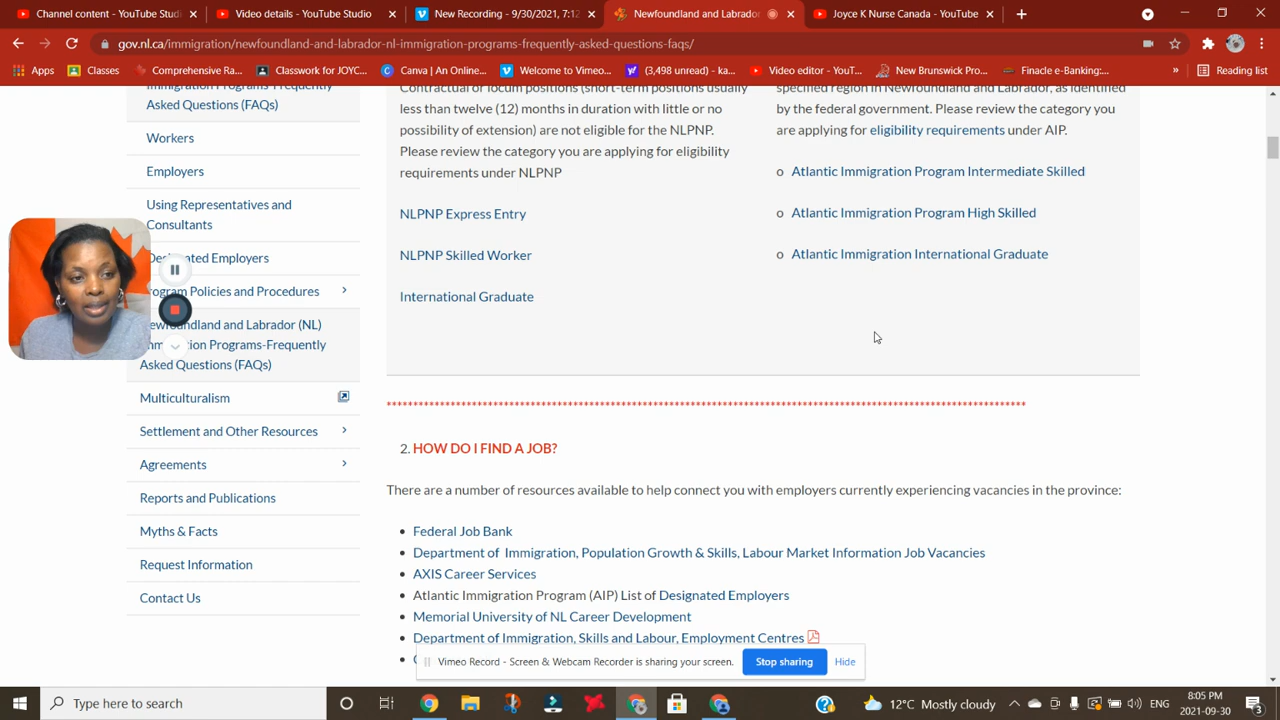 Channel content - YouTube Studi
Video details - YouTube Studio
New Recording - 9/30/2021, 7:12
Newfoundland and Labrador
Joyce K Nurse Canada - YouTube
gov.nl.ca/immigration/newfoundland-and-labrador-nl-immigration-programs-frequently-asked-questions-faqs/
Apps
Classes
Comprehensive Ra...
Classwork for JOYC...
Canva | An Online...
Welcome to Vimeo...
(3,498 unread) - ka...
Video editor - YouT...
New Brunswick Pro...
Finacle e-Banking:...
»
Reading list
Immigration Programs-Frequently
Asked Questions (FAQs)
Workers
Employers
Using Representatives and
Consultants
Designated Employers
Program Policies and Procedures
Newfoundland and Labrador (NL)
Immigration Programs-Frequently
Asked Questions (FAQs)
Multiculturalism
Settlement and Other Resources
Agreements
Reports and Publications
Myths & Facts
Request Information
Contact Us
Contractual or locum positions (short-term positions usually
less than twelve (12) months in duration with little or no
possibility of extension) are not eligible for the NLPNP.
Please review the category you are applying for eligibility
requirements under NLPNP
NLPNP Express Entry
NLPNP Skilled Worker
International Graduate
specified region in Newfoundland and Labrador, as identified
by the federal government. Please review the category you
are applying for eligibility requirements under AIP.
o Atlantic Immigration Program Intermediate Skilled
o Atlantic Immigration Program High Skilled
o Atlantic Immigration International Graduate
2. HOW DO I FIND A JOB?
There are a number of resources available to help connect you with employers currently experiencing vacancies in the province:
Federal Job Bank
Department of Immigration, Population Growth & Skills, Labour Market Information Job Vacancies
AXIS Career Services
Atlantic Immigration Program (AIP) List of Designated Employers
Memorial University of NL Career Development
Department of Immigration, Skills and Labour, Employment Centres
Vimeo Record - Screen & Webcam Recorder is sharing your screen.
Stop sharing
Hide
Type here to search
12°C Mostly cloudy
ENG
8:05 PM
2021-09-30
3